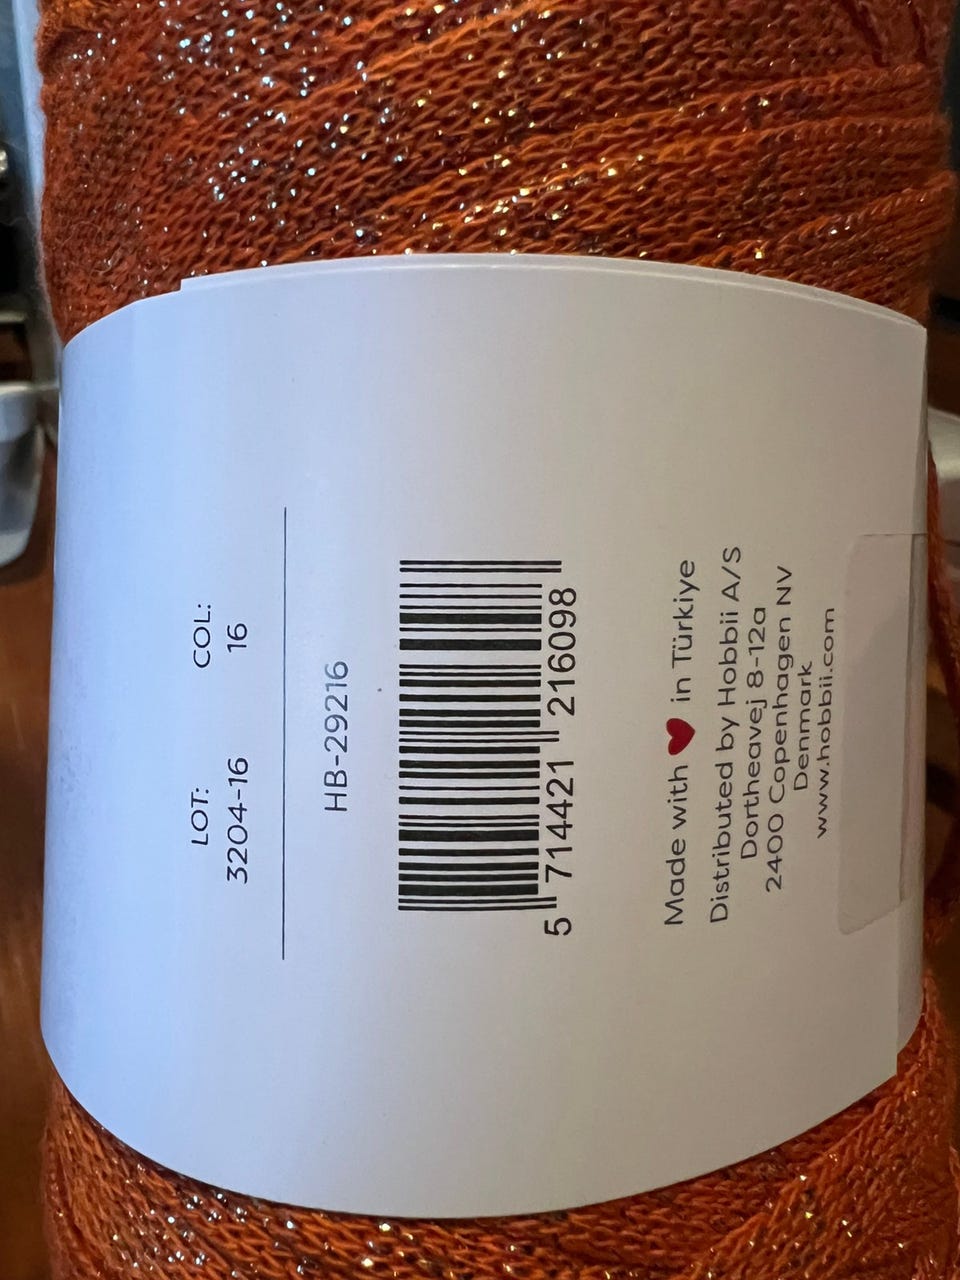 LOT: COL:
3204-16 16
HB-29216
5 714421 216098
Made with ❤ in Türkiye
Distributed by Hobbii A/S
Dortheavej 8-12a
2400 Copenhagen NV
Denmark
www.hobbii.com